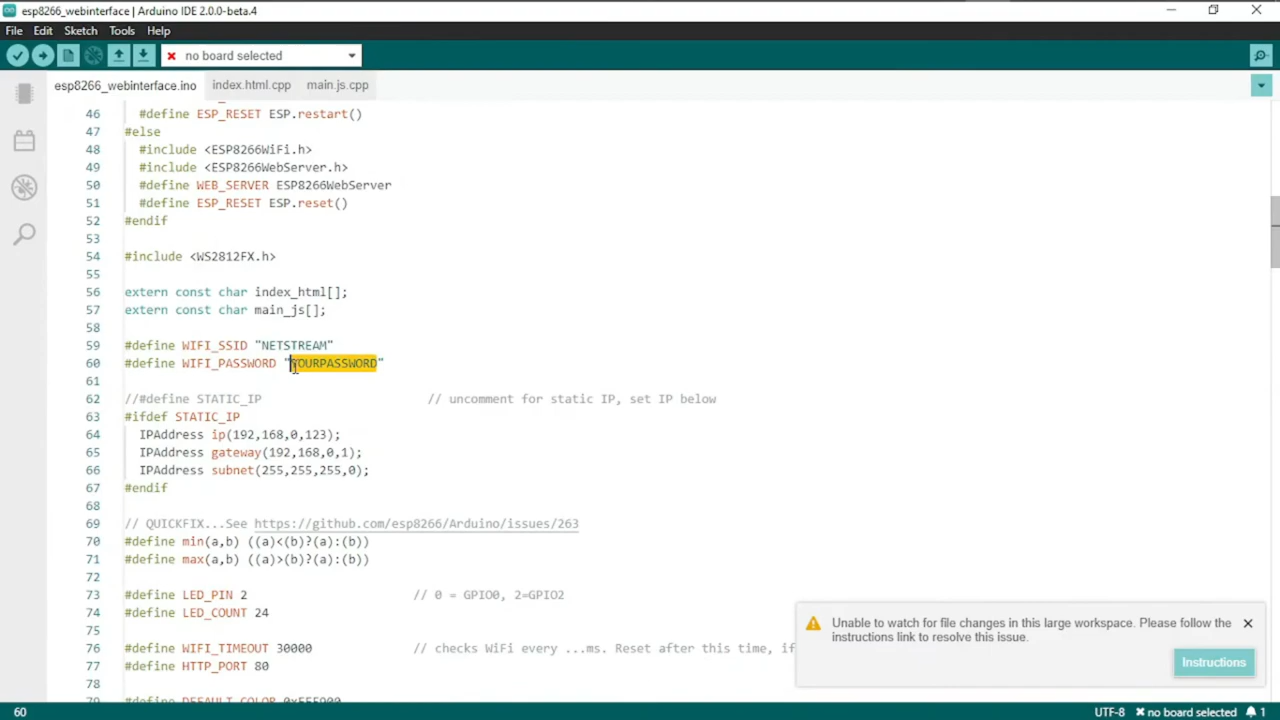 esp8266_webinterface | Arduino IDE 2.0.0-beta.4
File Edit Sketch Tools Help
no board selected
esp8266_webinterface.ino index.html.cpp main.js.cpp
46 #define ESP_RESET ESP.restart()
47 #else
48 #include <ESP8266WiFi.h>
49 #include <ESP8266WebServer.h>
50 #define WEB_SERVER ESP8266WebServer
51 #define ESP_RESET ESP.reset()
52 #endif
53
54 #include <WS2812FX.h>
55
56 extern const char index_html[];
57 extern const char main_js[];
58
59 #define WIFI_SSID "NETSTREAM"
60 #define WIFI_PASSWORD "YOURPASSWORD"
61
62 //#define STATIC_IP // uncomment for static IP, set IP below
63 #ifdef STATIC_IP
64 IPAddress ip(192,168,0,123);
65 IPAddress gateway(192,168,0,1);
66 IPAddress subnet(255,255,255,0);
67 #endif
68
69 // QUICKFIX...See https://github.com/esp8266/Arduino/issues/263
70 #define min(a,b) ((a)<(b)?(a):(b))
71 #define max(a,b) ((a)>(b)?(a):(b))
72
73 #define LED_PIN 2 // 0 = GPIO0, 2=GPIO2
74 #define LED_COUNT 24
75
76 #define WIFI_TIMEOUT 30000 // checks WiFi every ...ms. Reset after this time, if
77 #define HTTP_PORT 80
78
79 #define DEFAULT_COLOR 0xFF5900
Unable to watch for file changes in this large workspace. Please follow the
instructions link to resolve this issue.
Instructions
60 UTF-8 no board selected 1